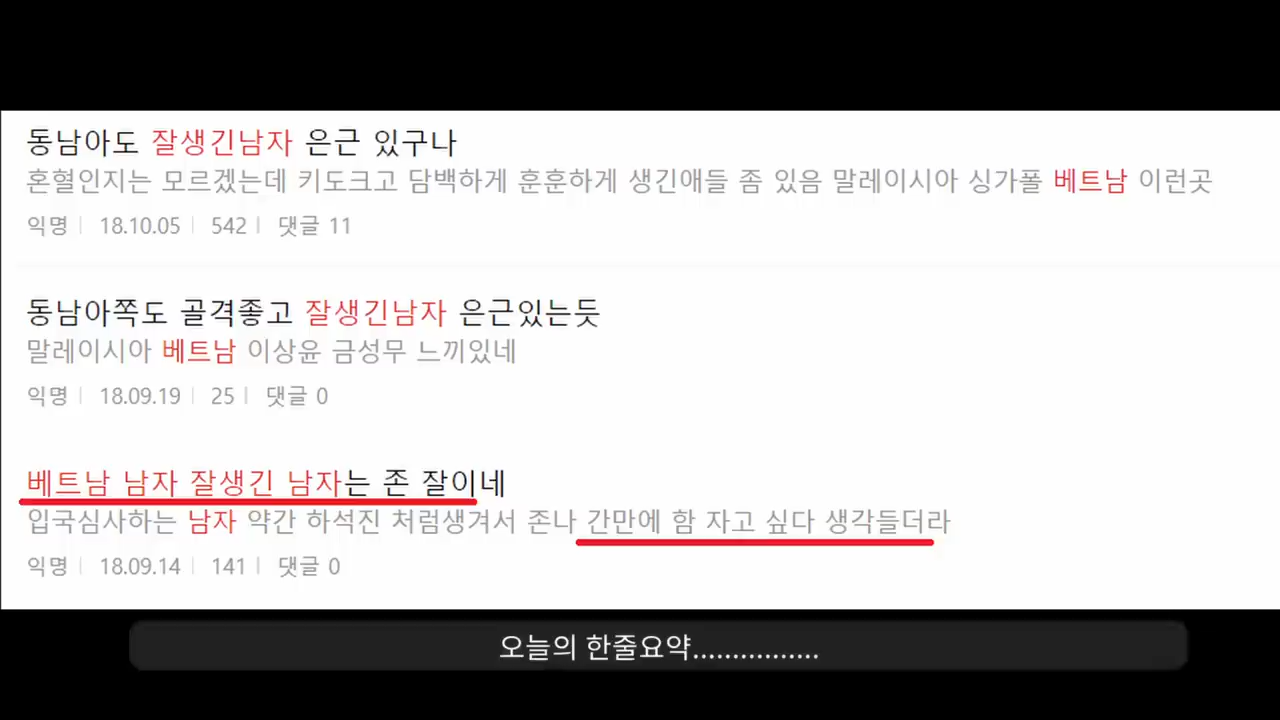 동남아도 잘생긴남자 은근 있구나
혼혈인지는 모르겠는데 키도크고 담백하게 훈훈하게 생긴애들 좀 있음 말레이시아 싱가폴 베트남 이런곳
익명 | 18.10.05 | 542 | 댓글 11
동남아쪽도 골격좋고 잘생긴남자 은근있는듯
말레이시아 베트남 이상윤 금성무 느끼있네
익명 | 18.09.19 | 25 | 댓글 0
베트남 남자 잘생긴 남자는 존 잘이네
입국심사하는 남자 약간 하석진 처럼생겨서 존나 간만에 함 자고 싶다 생각들더라
익명 | 18.09.14 | 141 | 댓글 0
오늘의 한줄요약................